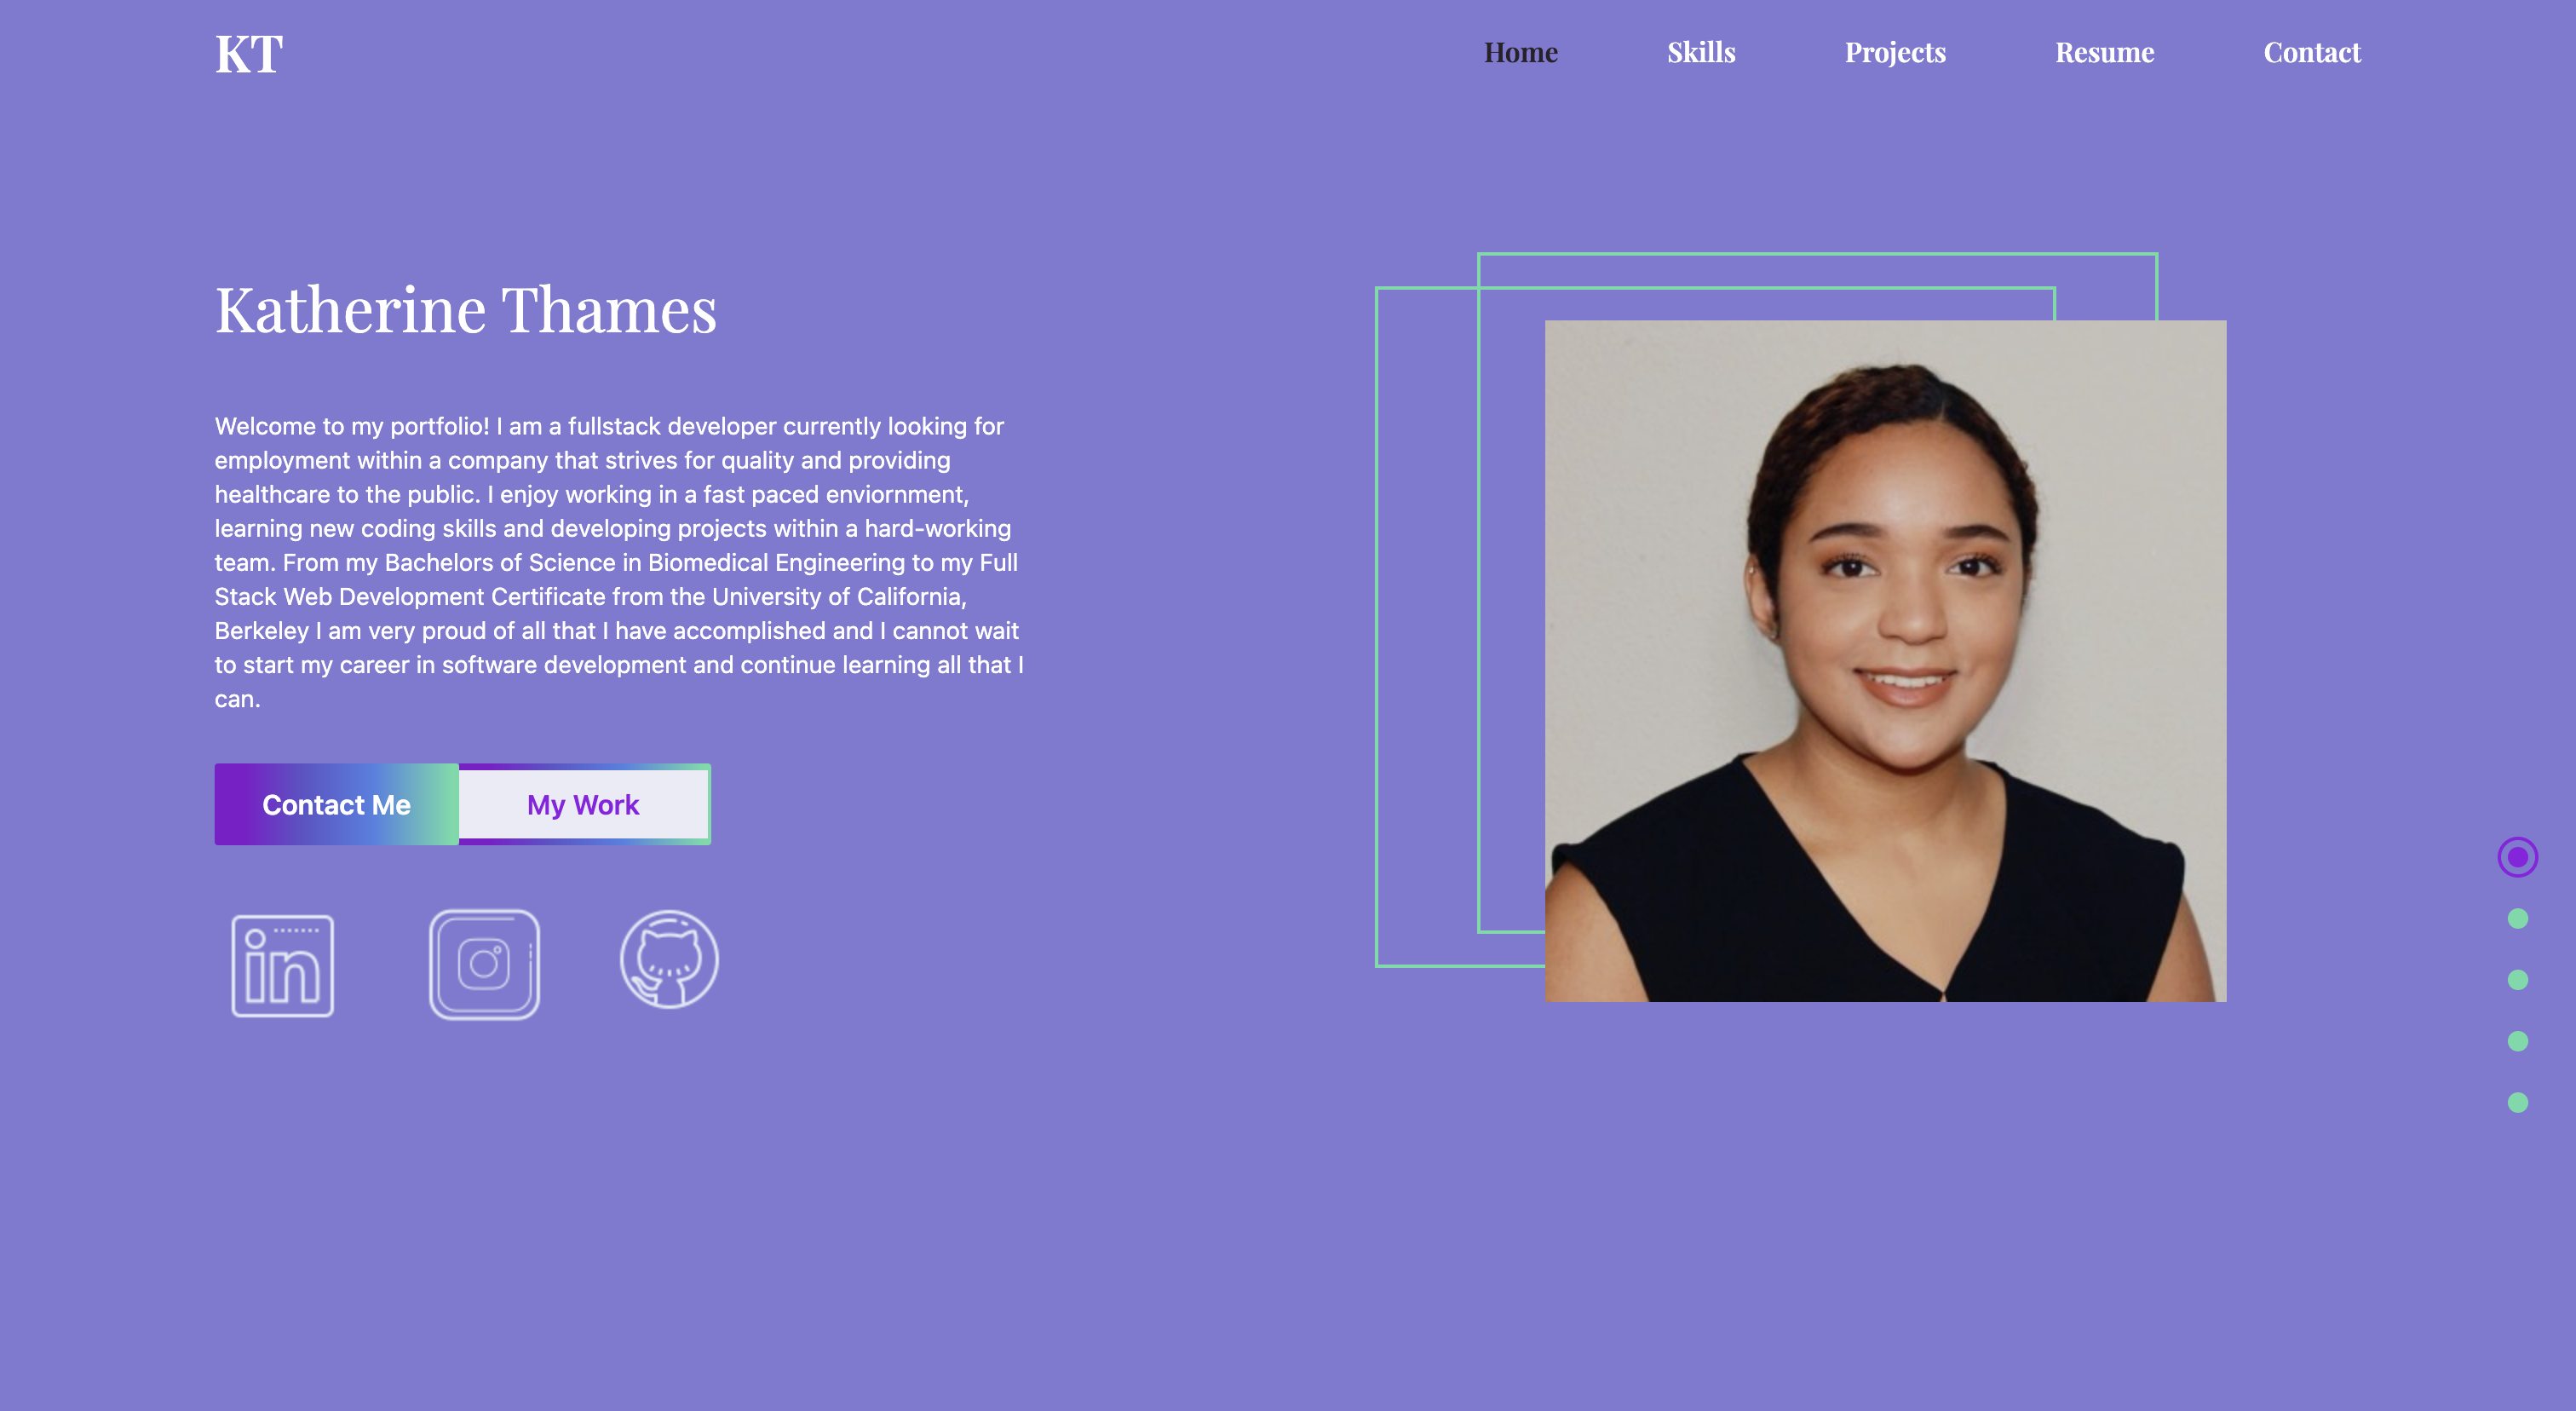 KT
Home
Skills
Projects
Resume
Contact
Katherine Thames
Welcome to my portfolio! I am a fullstack developer currently looking for
employment within a company that strives for quality and providing
healthcare to the public. I enjoy working in a fast paced enviornment,
learning new coding skills and developing projects within a hard-working
team. From my Bachelors of Science in Biomedical Engineering to my Full
Stack Web Development Certificate from the University of California,
Berkeley I am very proud of all that I have accomplished and I cannot wait
to start my career in software development and continue learning all that I
can.
Contact Me
My Work
in